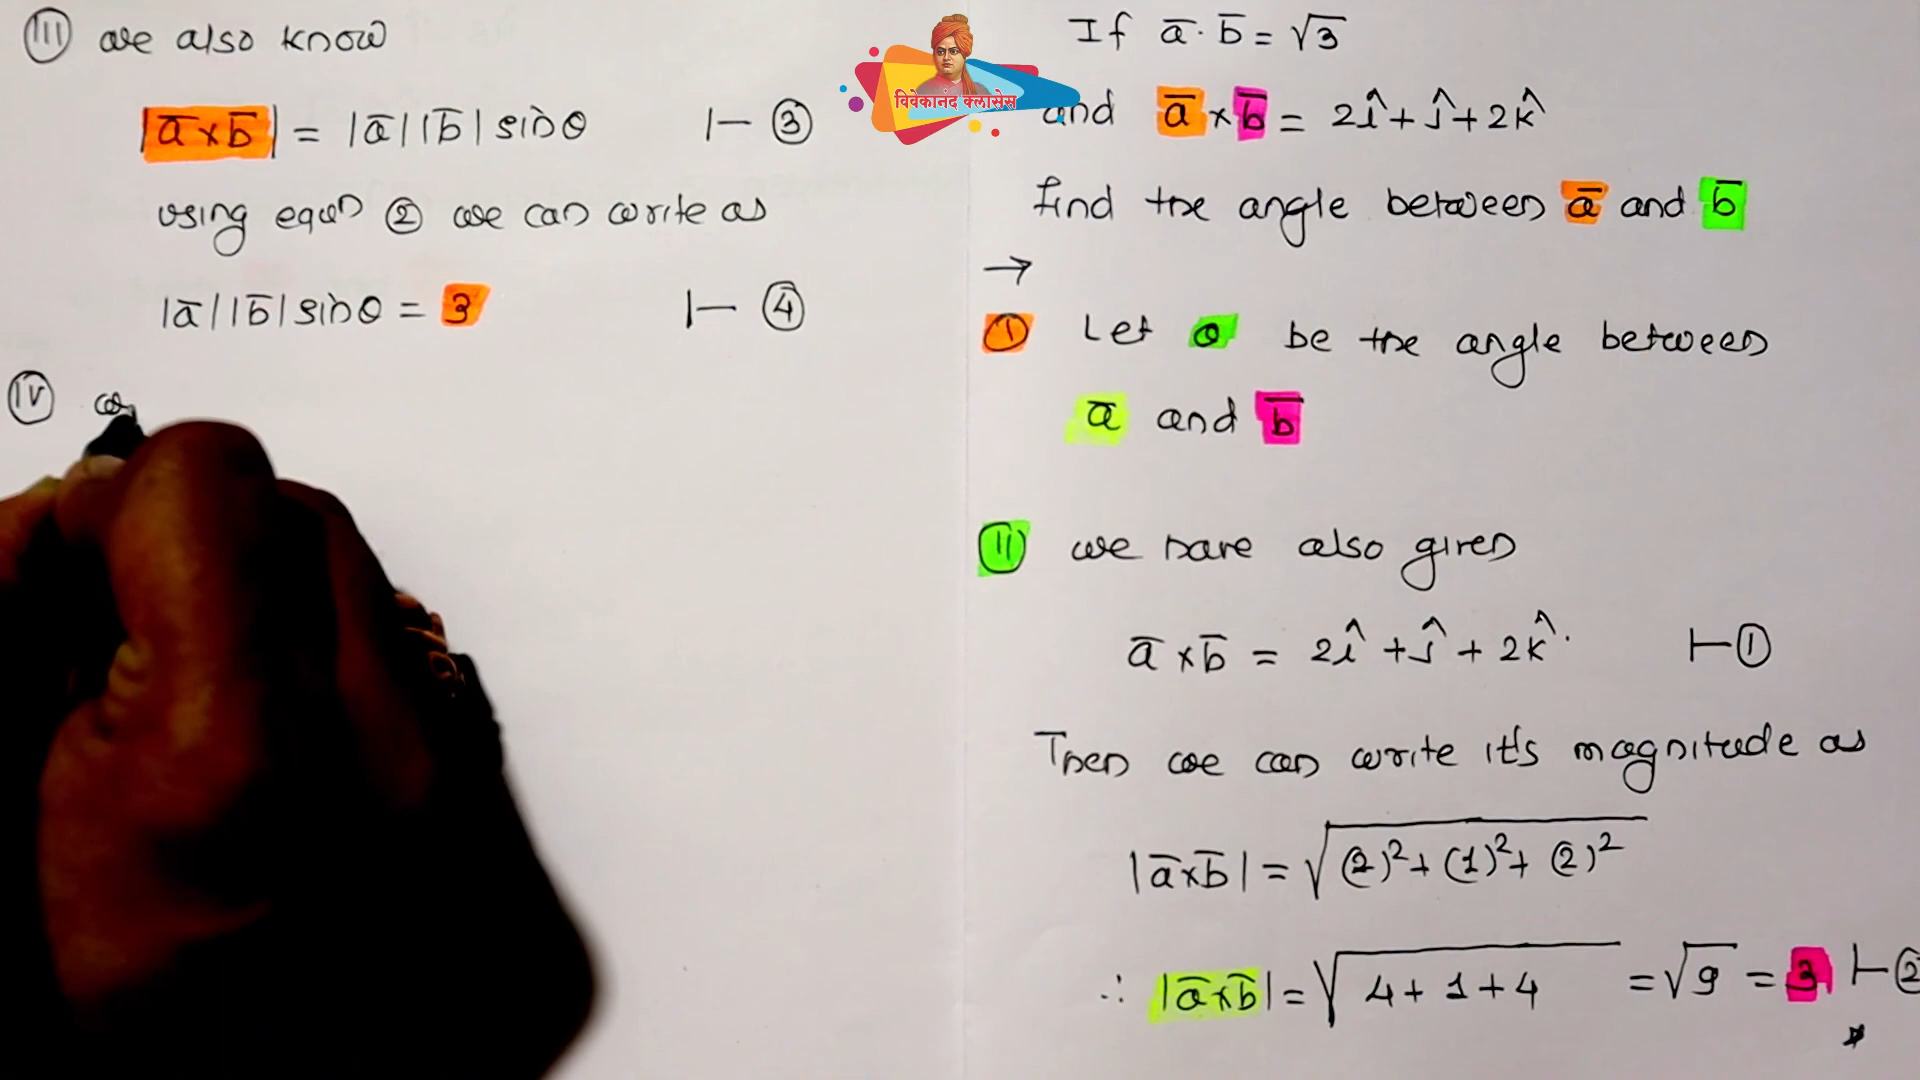 If a̅ · b̅ = √3
and a̅ × b̅ = 2î + ĵ + 2k̂
find the angle between a̅ and b̅
→
(I) Let θ be the angle between
a̅ and b̅
(II) we have also given
a̅ × b̅ = 2î + ĵ + 2k̂. ⊢ (1)
Then we can write it's magnitude as
|a̅ × b̅| = √((2)² + (1)² + (2)²)
∴ |a̅ × b̅| = √(4 + 1 + 4) = √9 = 3 ⊢ (2)
(III) we also know
|a̅ × b̅| = |a̅| |b̅| sinθ ⊢ (3)
using equn (2) we can write as
|a̅| |b̅| sinθ = 3 ⊢ (4)
(IV)
विवेकानंद क्लासेस